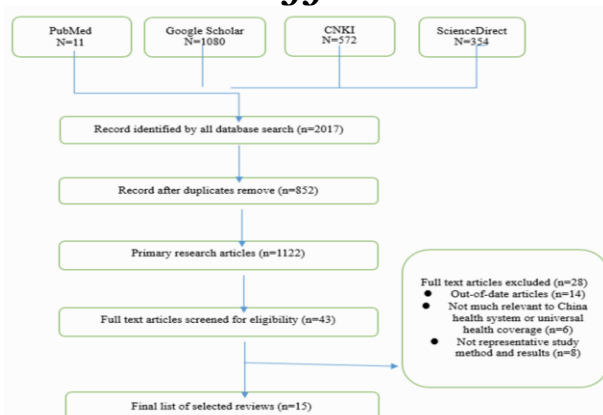 PubMed
N=11
Google Scholar
N=1080
CNKI
N=572
ScienceDirect
N=354
Record identified by all database search (n=2017)
Record after duplicates remove (n=852)
Primary research articles (n=1122)
Full text articles screened for eligibility (n=43)
Full text articles excluded (n=28)
● Out-of-date articles (n=14)
● Not much relevant to China
health system or universal
health coverage (n=6)
● Not representative study
method and results (n=8)
Final list of selected reviews (n=15)